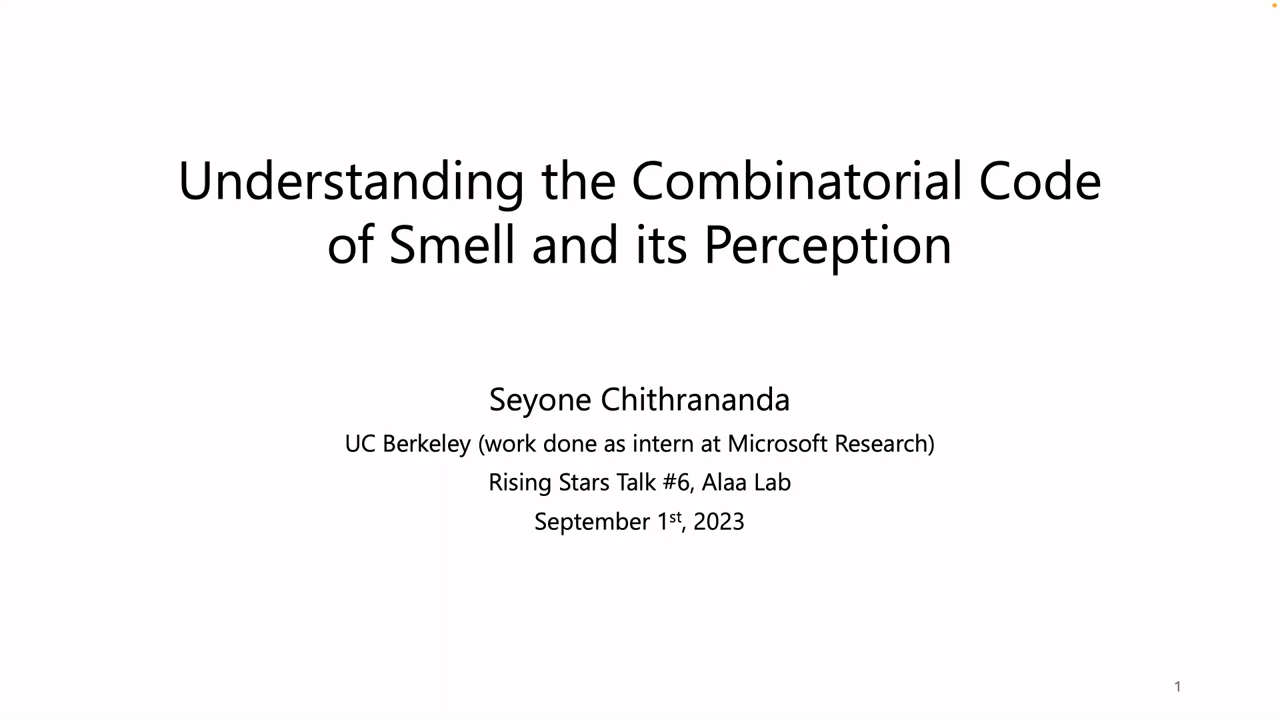 Understanding the Combinatorial Code
of Smell and its Perception
Seyone Chithrananda
UC Berkeley (work done as intern at Microsoft Research)
Rising Stars Talk #6, Alaa Lab
September 1st, 2023
1